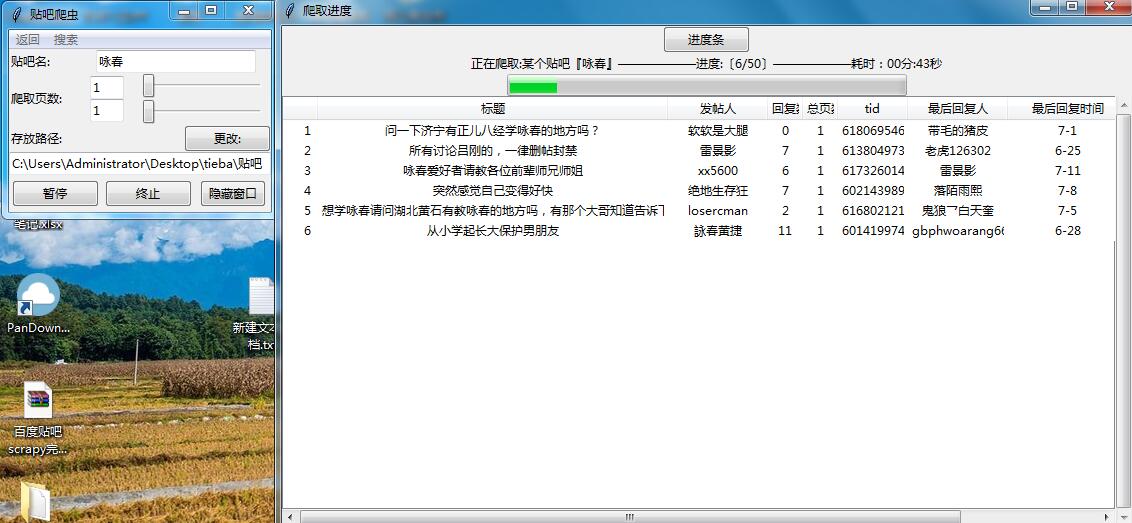 贴吧爬虫
返回 搜索
贴吧名: 咏春
爬取页数: 1
1
存放路径: 更改:
C:\Users\Administrator\Desktop\tieba\贴吧
暂停 终止 隐藏窗口
笔记.xlsx
PanDown...
新建文本
档.tx
百度贴吧
scrapy完...
爬取进度
进度条
正在爬取:某个贴吧『咏春』——————进度:〔6/50〕——————耗时：00分:43秒
标题 发帖人 回复数 总页数 tid 最后回复人 最后回复时间
1 问一下济宁有正儿八经学咏春的地方吗？ 软软是大腿 0 1 618069546 带毛的猪皮 7-1
2 所有讨论吕刚的，一律删帖封禁 雷景影 7 1 613804973 老虎126302 6-25
3 咏春爱好者请教各位前辈师兄师姐 xx5600 6 1 617326014 雷景影 7-11
4 突然感觉自己变得好快 绝地生存狂 7 1 602143989 落陌雨熙 7-8
5 想学咏春请问湖北黄石有教咏春的地方吗，有那个大哥知道告诉下 losercman 2 1 616802121 鬼狼乛白天奎 7-5
6 从小学起长大保护男朋友 詠春黄捷 11 1 601419974 gbphwoarang66 6-28